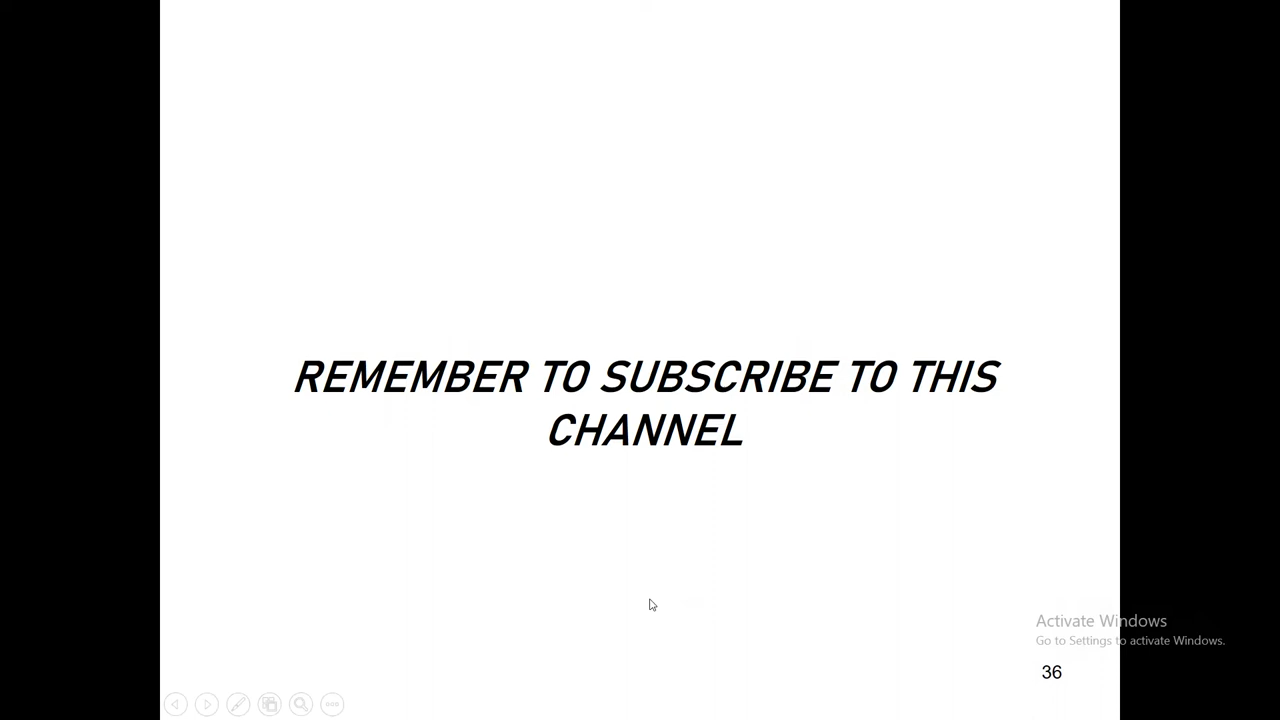 REMEMBER TO SUBSCRIBE TO THIS
CHANNEL
Activate Windows
Go to Settings to activate Windows.
36